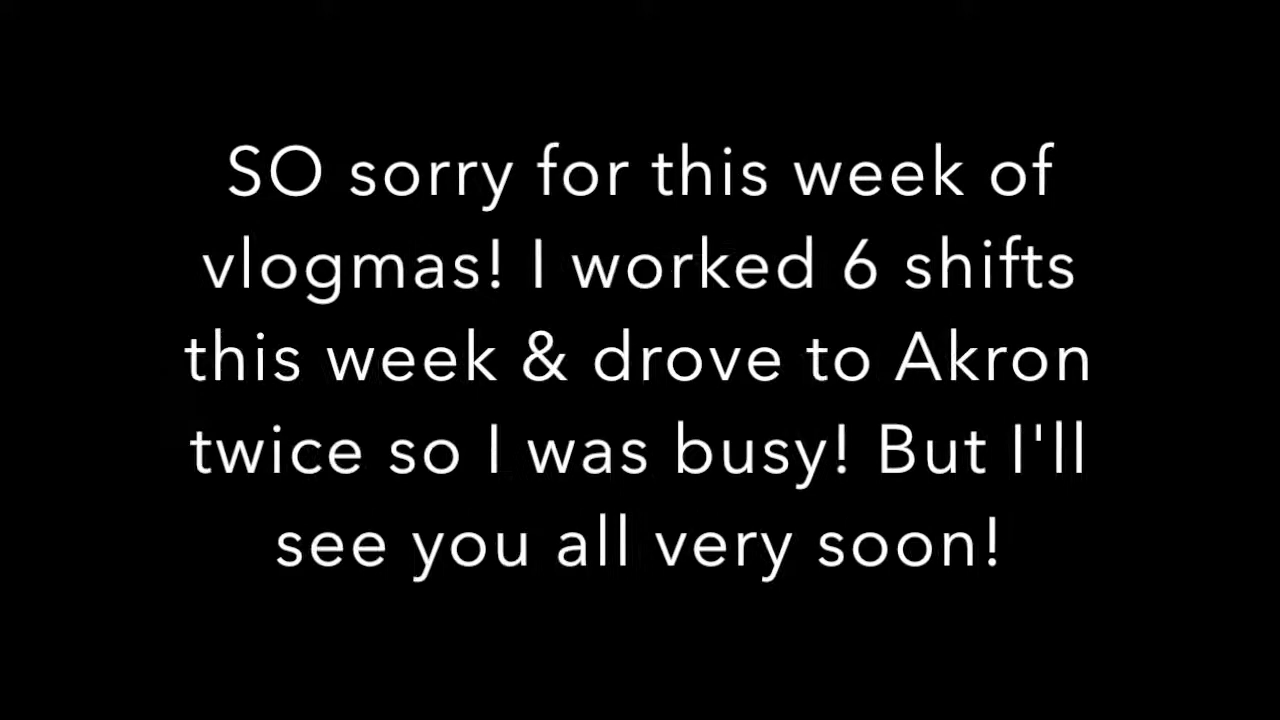 SO sorry for this week of
vlogmas! I worked 6 shifts
this week & drove to Akron
twice so I was busy! But I'll
see you all very soon!